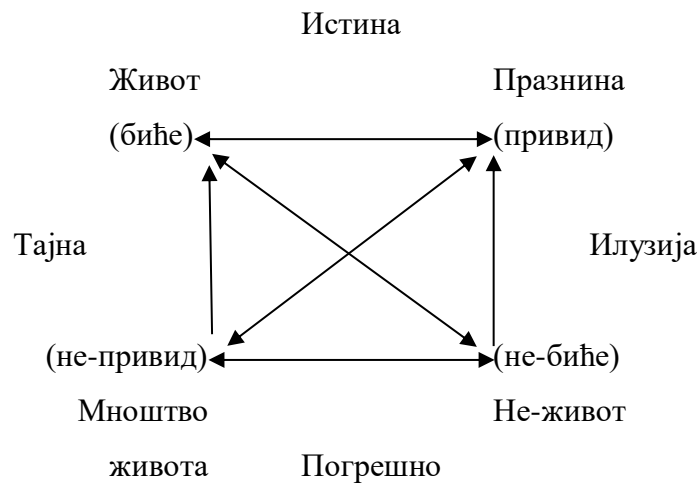 Истина
Живот Празнина
(биће) (привид)
Тајна Илузија
(не-привид) (не-биће)
Мноштво Не-живот
живота Погрешно